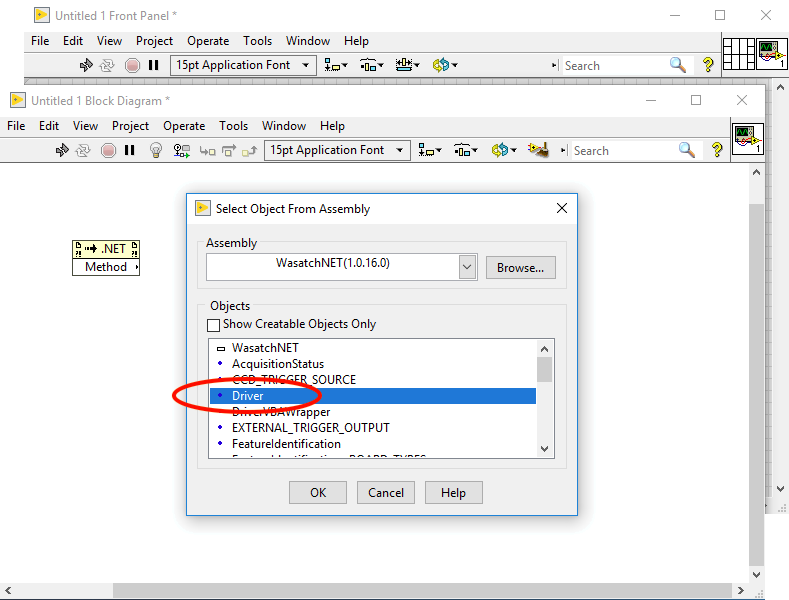 Untitled 1 Front Panel *
File Edit View Project Operate Tools Window Help
15pt Application Font
Search
?
1
Untitled 1 Block Diagram *
File Edit View Project Operate Tools Window Help
15pt Application Font
Search
?
1
.NET
Method
Select Object From Assembly
Assembly
WasatchNET(1.0.16.0)
Browse...
Objects
Show Creatable Objects Only
WasatchNET
AcquisitionStatus
CCD_TRIGGER_SOURCE
Driver
DriverVBAWrapper
EXTERNAL_TRIGGER_OUTPUT
FeatureIdentification
OK Cancel Help